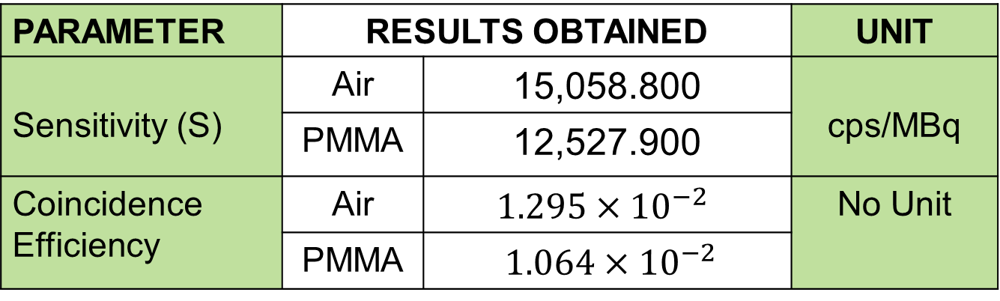 PARAMETER RESULTS OBTAINED UNIT
Sensitivity (S)
Air 15,058.800
PMMA 12,527.900
cps/MBq
Coincidence
Efficiency
Air 1.295 × 10⁻²
PMMA 1.064 × 10⁻²
No Unit